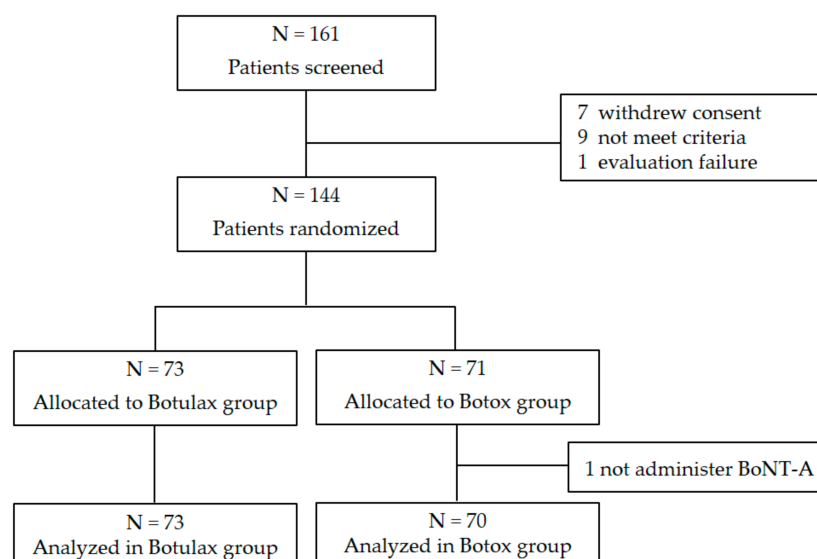 N = 161
Patients screened
7 withdrew consent
9 not meet criteria
1 evaluation failure
N = 144
Patients randomized
N = 73
Allocated to Botulax group
N = 71
Allocated to Botox group
1 not administer BoNT-A
N = 73
Analyzed in Botulax group
N = 70
Analyzed in Botox group